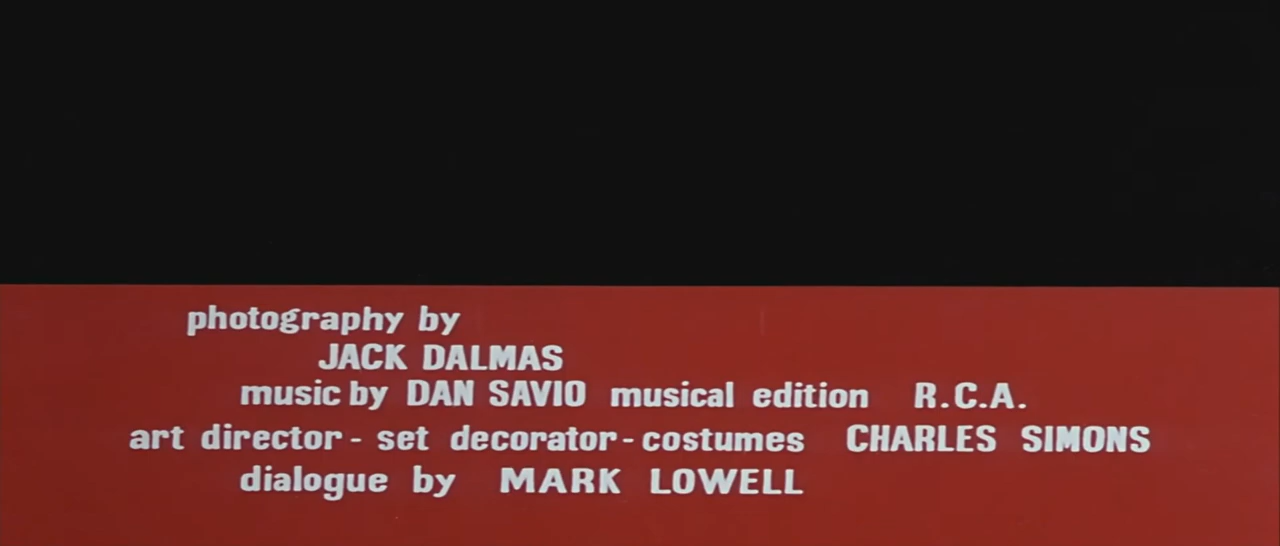 photography by
JACK DALMAS
music by DAN SAVIO musical edition R.C.A.
art director - set decorator - costumes CHARLES SIMONS
dialogue by MARK LOWELL